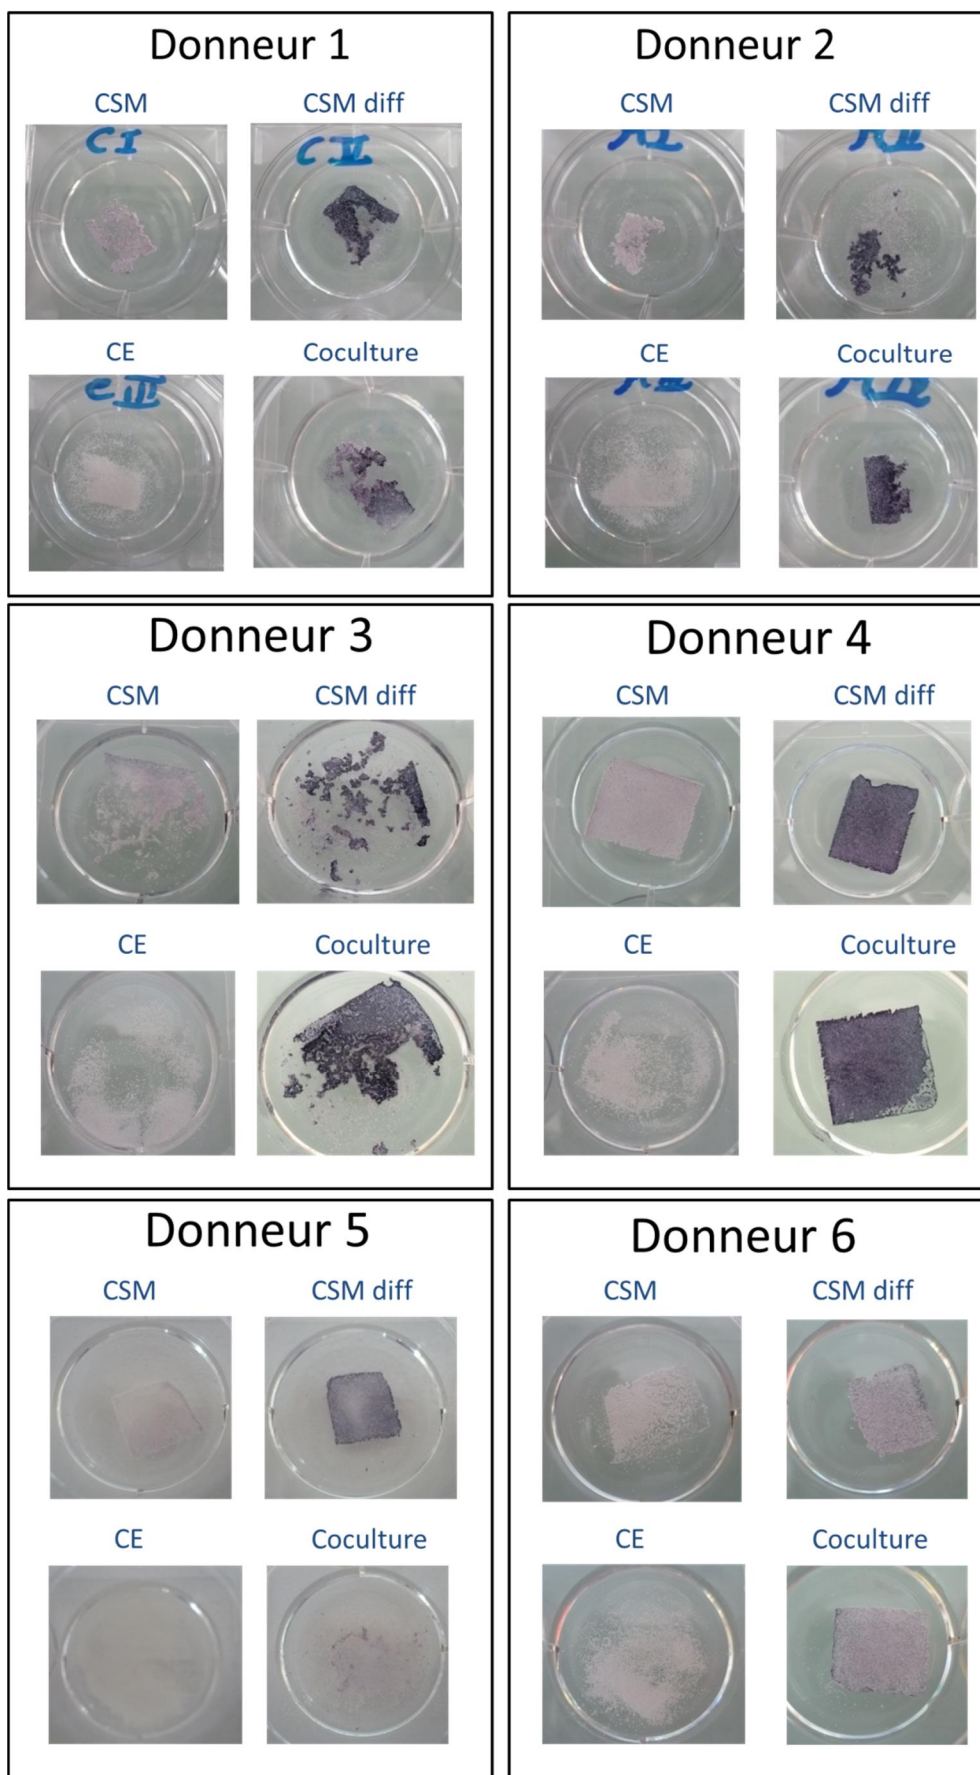 Donneur 1
CSM
CSM diff
C I
C IV
CE
Coculture
C III
Donneur 2
CSM
CSM diff
CE
Coculture
Donneur 3
CSM
CSM diff
CE
Coculture
Donneur 4
CSM
CSM diff
CE
Coculture
Donneur 5
CSM
CSM diff
CE
Coculture
Donneur 6
CSM
CSM diff
CE
Coculture